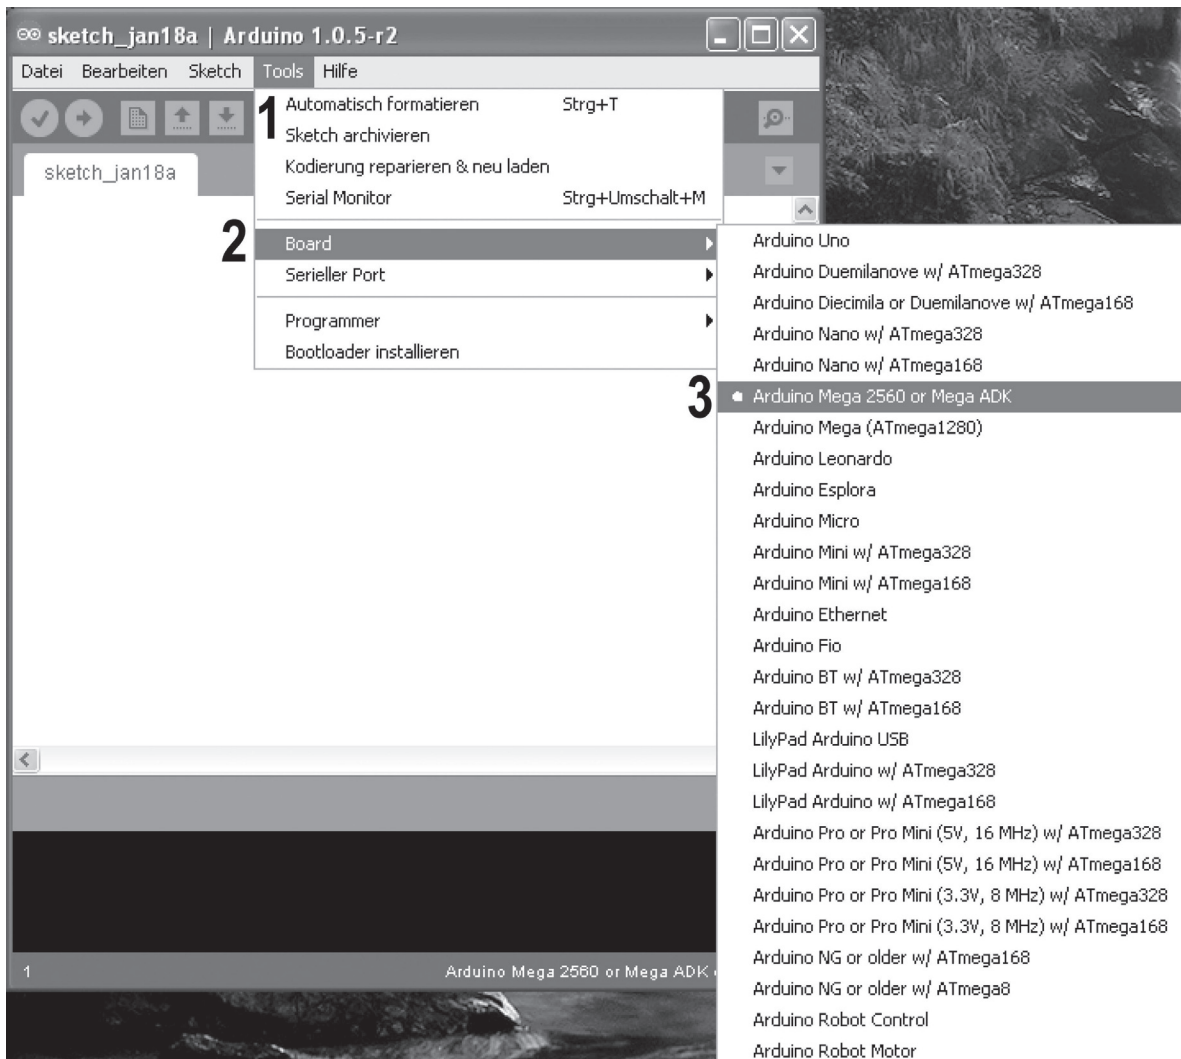 sketch_jan18a | Arduino 1.0.5-r2
Datei Bearbeiten Sketch Tools Hilfe
1
Automatisch formatieren Strg+T
Sketch archivieren
Kodierung reparieren & neu laden
Serial Monitor Strg+Umschalt+M
sketch_jan18a
2
Board
Serieller Port
Programmer
Bootloader installieren
3
Arduino Uno
Arduino Duemilanove w/ ATmega328
Arduino Diecimila or Duemilanove w/ ATmega168
Arduino Nano w/ ATmega328
Arduino Nano w/ ATmega168
Arduino Mega 2560 or Mega ADK
Arduino Mega (ATmega1280)
Arduino Leonardo
Arduino Esplora
Arduino Micro
Arduino Mini w/ ATmega328
Arduino Mini w/ ATmega168
Arduino Ethernet
Arduino Fio
Arduino BT w/ ATmega328
Arduino BT w/ ATmega168
LilyPad Arduino USB
LilyPad Arduino w/ ATmega328
LilyPad Arduino w/ ATmega168
Arduino Pro or Pro Mini (5V, 16 MHz) w/ ATmega328
Arduino Pro or Pro Mini (5V, 16 MHz) w/ ATmega168
Arduino Pro or Pro Mini (3.3V, 8 MHz) w/ ATmega328
Arduino Pro or Pro Mini (3.3V, 8 MHz) w/ ATmega168
Arduino NG or older w/ ATmega168
Arduino NG or older w/ ATmega8
Arduino Robot Control
Arduino Robot Motor
1 Arduino Mega 2560 or Mega ADK